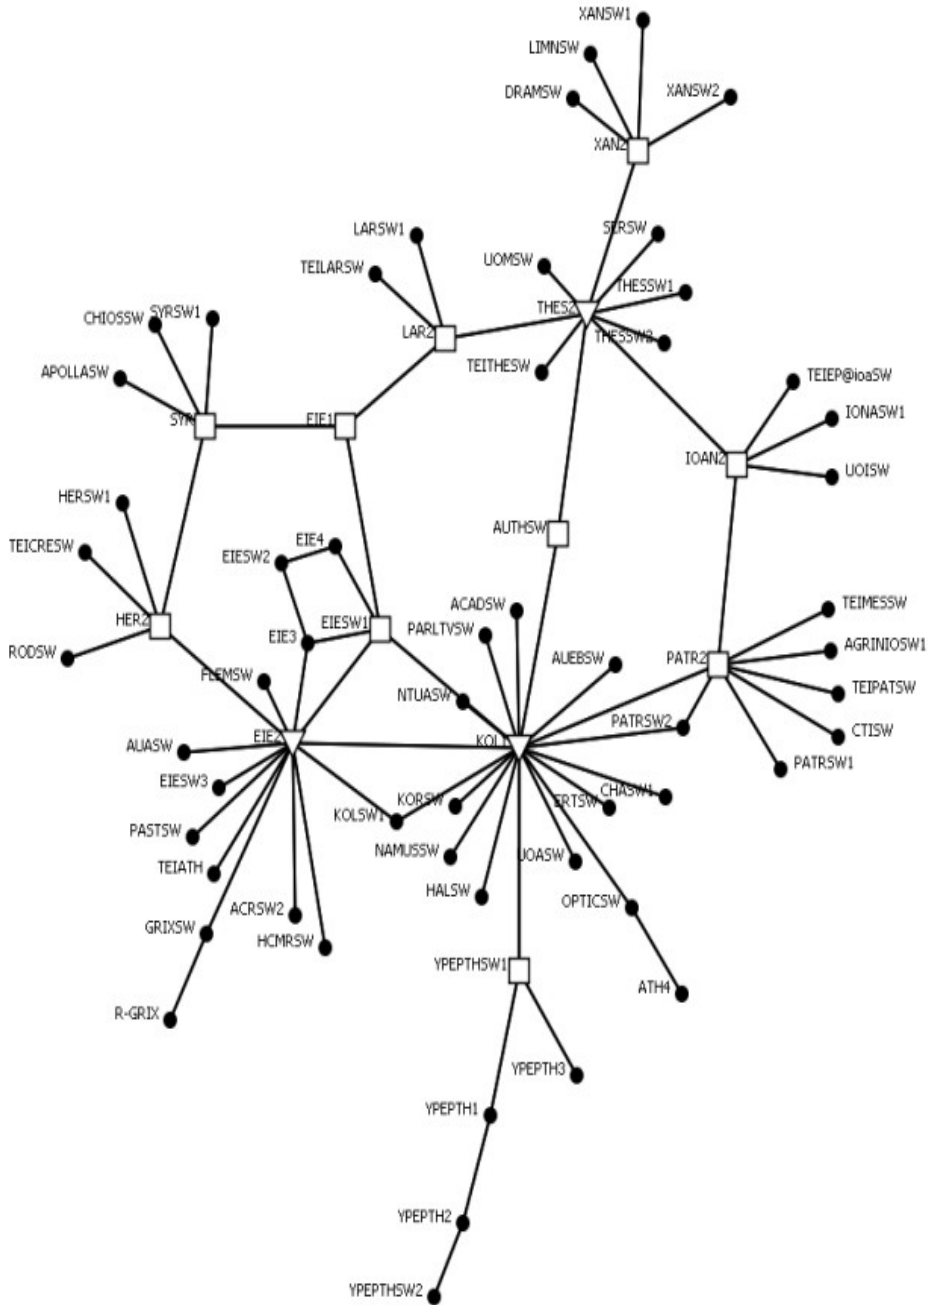 XANSW1
LIMNSW
DRAMSW
XANSW2
XAN2
SERSW
LARSW1
TEILARSW
UOMSW
THESSW1
THES2
CHIOSSW
SYRSW1
LAR2
THESSW2
APOLLASW
TEITHESW
TEIEP@ioaSW
SYR
EIE1
IONASW1
IOAN2
UOISW
HERSW1
AUTHSW
TEICRESW
EIESW2
EIE4
HER2
EIESW1
ACADSW
TEIMESSW
PARLTVSW
EIE3
AGRINIOSW1
RODSW
AUEBSW
PATR2
FLEMSW
TEIPATSW
NTUASW
PATRSW2
EIE2
KOL1
CTISW
AUASW
PATRSW1
EIESW3
CHASW1
KORSW
ERTSW
PASTSW
KOLSW1
NAMUSSW
UOASW
TEIATH
HALSW
OPTICSW
ACRSW2
GRIXSW
HCMRSW
YPEPTHSW1
ATH4
R-GRIX
YPEPTH3
YPEPTH1
YPEPTH2
YPEPTHSW2